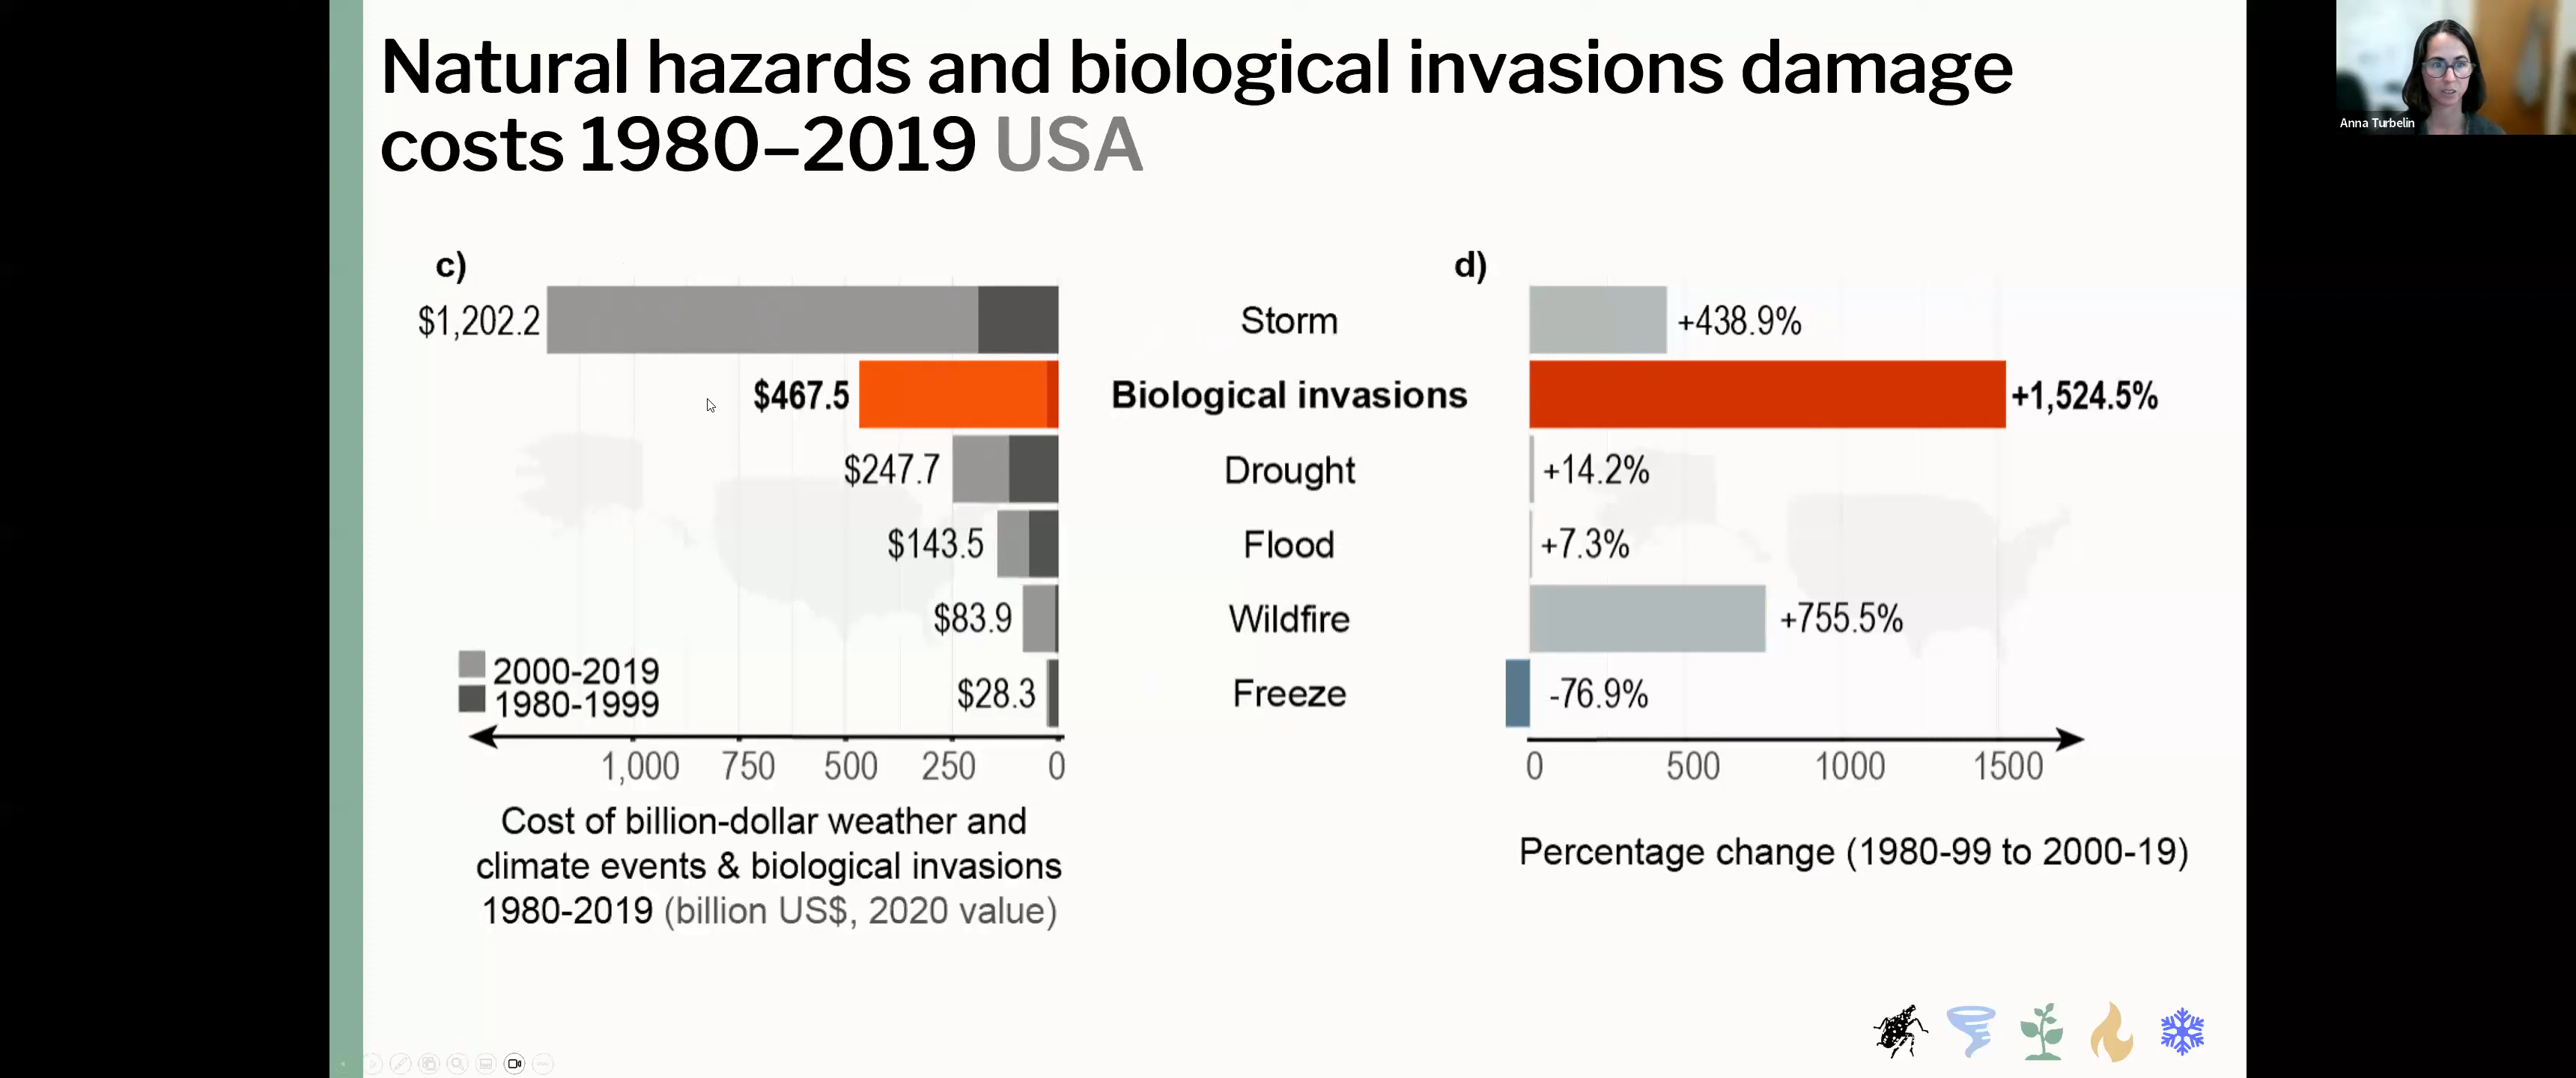 Natural hazards and biological invasions damage
costs 1980–2019 USA
Anna Turbelin
c)
d)
$1,202.2
Storm
+438.9%
$467.5
Biological invasions
+1,524.5%
$247.7
Drought
+14.2%
$143.5
Flood
+7.3%
$83.9
Wildfire
+755.5%
$28.3
Freeze
-76.9%
2000-2019
1980-1999
1,000 750 500 250 0
0 500 1000 1500
Cost of billion-dollar weather and
climate events & biological invasions
1980-2019 (billion US$, 2020 value)
Percentage change (1980-99 to 2000-19)